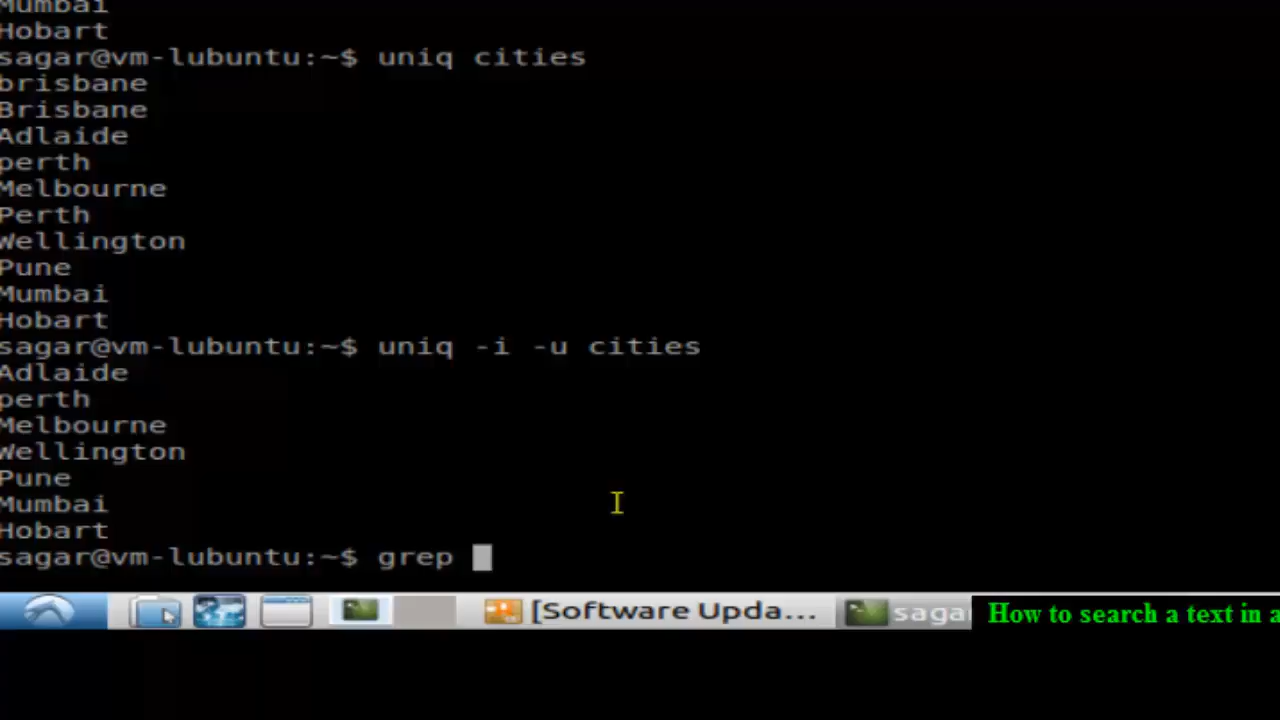 Mumbai
Hobart
sagar@vm-lubuntu:~$ uniq cities
brisbane
Brisbane
Adlaide
perth
Melbourne
Perth
Wellington
Pune
Mumbai
Hobart
sagar@vm-lubuntu:~$ uniq -i -u cities
Adlaide
perth
Melbourne
Wellington
Pune
Mumbai
Hobart
sagar@vm-lubuntu:~$ grep
[Software Upda... sagar How to search a text in a